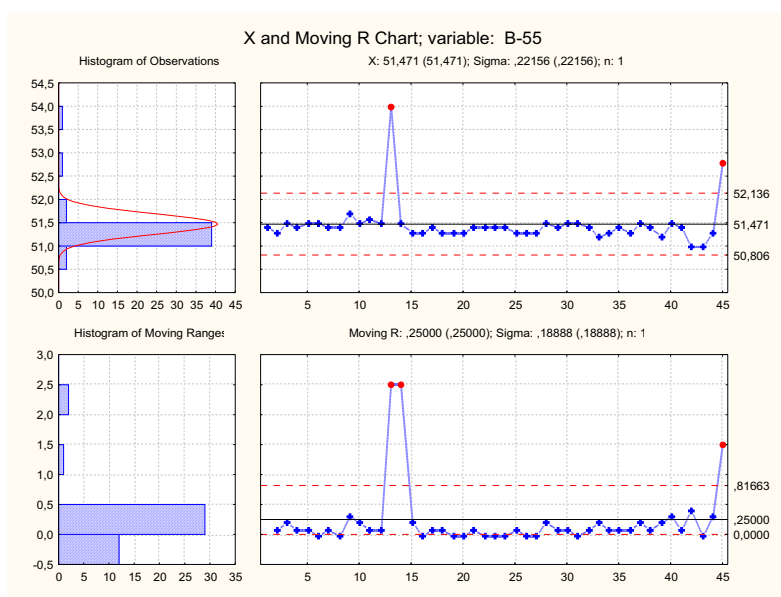 X and Moving R Chart; variable: B-55
Histogram of Observations
X: 51,471 (51,471); Sigma: ,22156 (,22156); n: 1
54,5
54,0
53,5
53,0
52,5
52,0
51,5
51,0
50,5
50,0
0 5 10 15 20 25 30 35 40 45
52,136
51,471
50,806
5 10 15 20 25 30 35 40 45
Histogram of Moving Ranges
Moving R: ,25000 (,25000); Sigma: ,18888 (,18888); n: 1
3,0
2,5
2,0
1,5
1,0
0,5
0,0
-0,5
0 5 10 15 20 25 30 35
,81663
,25000
0,0000
5 10 15 20 25 30 35 40 45